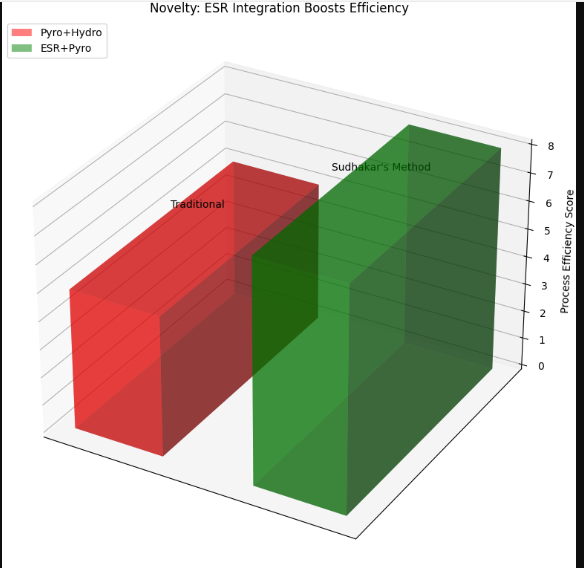 Novelty: ESR Integration Boosts Efficiency
Pyro+Hydro
ESR+Pyro
Sudhakar's Method
Traditional
8
7
6
5
4
3
2
1
0
Process Efficiency Score